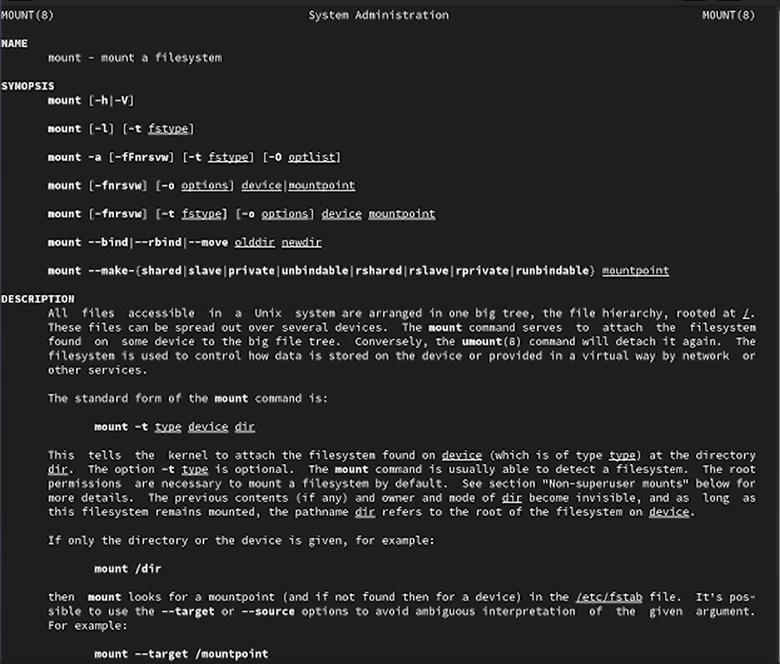 MOUNT(8) System Administration MOUNT(8)
NAME
mount - mount a filesystem
SYNOPSIS
mount [-h|-V]
mount [-l] [-t fstype]
mount -a [-fFnrsvw] [-t fstype] [-O optlist]
mount [-fnrsvw] [-o options] device|mountpoint
mount [-fnrsvw] [-t fstype] [-o options] device mountpoint
mount --bind|--rbind|--move olddir newdir
mount --make-{shared|slave|private|unbindable|rshared|rslave|rprivate|runbindable} mountpoint
DESCRIPTION
All files accessible in a Unix system are arranged in one big tree, the file hierarchy, rooted at /.
These files can be spread out over several devices. The mount command serves to attach the filesystem
found on some device to the big file tree. Conversely, the umount(8) command will detach it again. The
filesystem is used to control how data is stored on the device or provided in a virtual way by network or
other services.
The standard form of the mount command is:
mount -t type device dir
This tells the kernel to attach the filesystem found on device (which is of type type) at the directory
dir. The option -t type is optional. The mount command is usually able to detect a filesystem. The root
permissions are necessary to mount a filesystem by default. See section "Non-superuser mounts" below for
more details. The previous contents (if any) and owner and mode of dir become invisible, and as long as
this filesystem remains mounted, the pathname dir refers to the root of the filesystem on device.
If only the directory or the device is given, for example:
mount /dir
then mount looks for a mountpoint (and if not found then for a device) in the /etc/fstab file. It's pos-
sible to use the --target or --source options to avoid ambiguous interpretation of the given argument.
For example:
mount --target /mountpoint